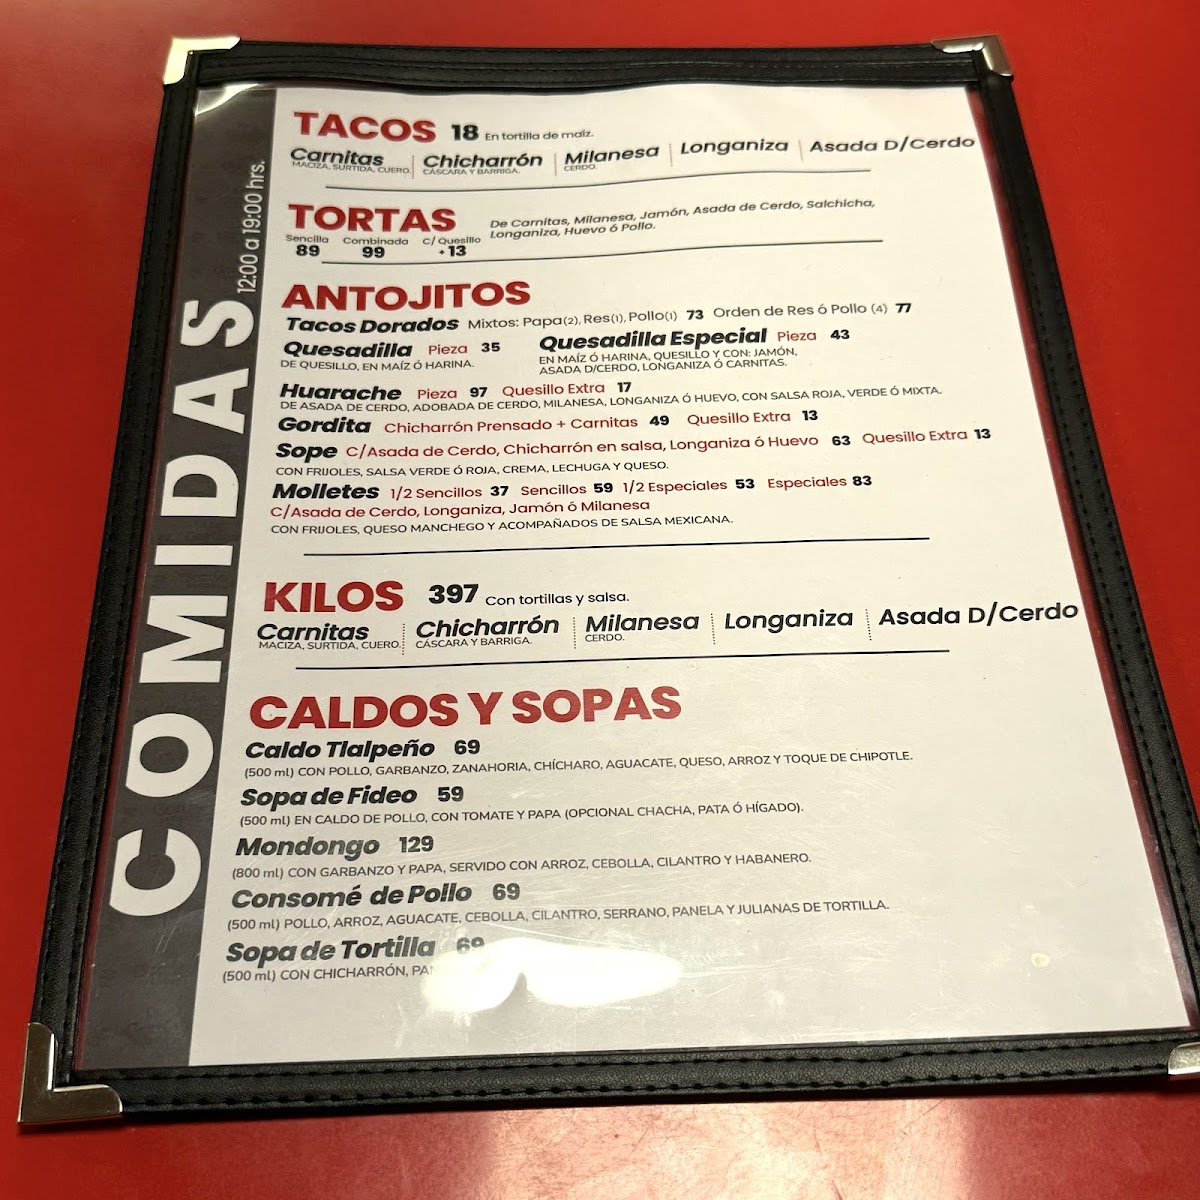 COMIDAS 12:00 a 19:00 hrs.
TACOS 18 En tortilla de maíz.
Carnitas Chicharrón Milanesa Longaniza Asada D/Cerdo
MACIZA, SURTIDA, CUERO. CÁSCARA Y BARRIGA. CERDO.
TORTAS De Carnitas, Milanesa, Jamón, Asada de Cerdo, Salchicha,
Longaniza, Huevo ó Pollo.
Sencilla Combinada C/ Quesillo
89 99 +13
ANTOJITOS
Tacos Dorados Mixtos: Papa(2), Res(1), Pollo(1) 73 Orden de Res ó Pollo (4) 77
Quesadilla Pieza 35 Quesadilla Especial Pieza 43
DE QUESILLO, EN MAÍZ Ó HARINA. EN MAÍZ Ó HARINA, QUESILLO Y CON: JAMÓN,
ASADA D/CERDO, LONGANIZA Ó CARNITAS.
Huarache Pieza 97 Quesillo Extra 17
DE ASADA DE CERDO, ADOBADA DE CERDO, MILANESA, LONGANIZA Ó HUEVO, CON SALSA ROJA, VERDE Ó MIXTA.
Gordita Chicharrón Prensado + Carnitas 49 Quesillo Extra 13
Sope C/Asada de Cerdo, Chicharrón en salsa, Longaniza ó Huevo 63 Quesillo Extra 13
CON FRIJOLES, SALSA VERDE Ó ROJA, CREMA, LECHUGA Y QUESO.
Molletes 1/2 Sencillos 37 Sencillos 59 1/2 Especiales 53 Especiales 83
C/Asada de Cerdo, Longaniza, Jamón ó Milanesa
CON FRIJOLES, QUESO MANCHEGO Y ACOMPAÑADOS DE SALSA MEXICANA.
KILOS 397 Con tortillas y salsa.
Carnitas Chicharrón Milanesa Longaniza Asada D/Cerdo
MACIZA, SURTIDA, CUERO. CÁSCARA Y BARRIGA. CERDO.
CALDOS Y SOPAS
Caldo Tlalpeño 69
(500 ml) CON POLLO, GARBANZO, ZANAHORIA, CHÍCHARO, AGUACATE, QUESO, ARROZ Y TOQUE DE CHIPOTLE.
Sopa de Fideo 59
(500 ml) EN CALDO DE POLLO, CON TOMATE Y PAPA (OPCIONAL CHACHA, PATA Ó HÍGADO).
Mondongo 129
(800 ml) CON GARBANZO Y PAPA, SERVIDO CON ARROZ, CEBOLLA, CILANTRO Y HABANERO.
Consomé de Pollo 69
(500 ml) POLLO, ARROZ, AGUACATE, CEBOLLA, CILANTRO, SERRANO, PANELA Y JULIANAS DE TORTILLA.
Sopa de Tortilla 69
(500 ml) CON CHICHARRÓN,